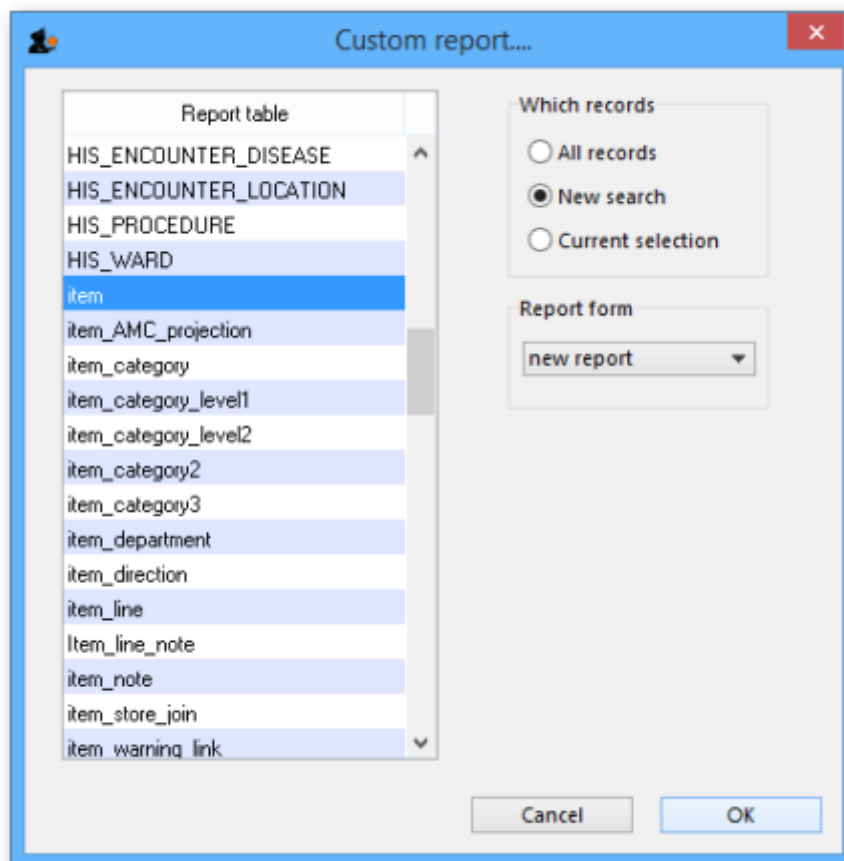 Custom report....
Report table
HIS_ENCOUNTER_DISEASE
HIS_ENCOUNTER_LOCATION
HIS_PROCEDURE
HIS_WARD
item
item_AMC_projection
item_category
item_category_level1
item_category_level2
item_category2
item_category3
item_department
item_direction
item_line
Item_line_note
item_note
item_store_join
item_warning_link
Which records
All records
New search
Current selection
Report form
new report
Cancel
OK